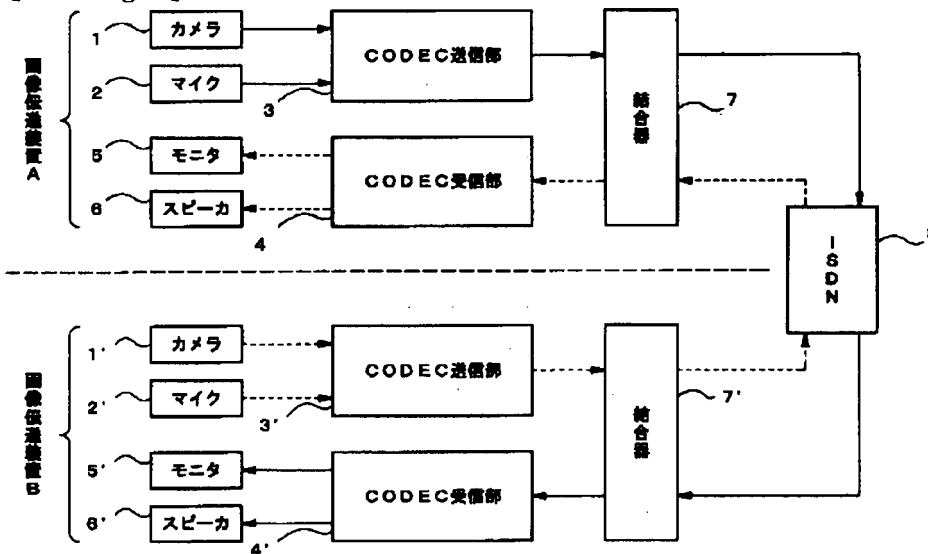 1
カメラ
CODEC送信部
2
マイク
3
結合器
7
画像伝送装置A
5
モニタ
CODEC受信部
6
スピーカ
4
ISDN
1'
カメラ
CODEC送信部
2'
マイク
3'
結合器
7'
画像伝送装置B
5'
モニタ
CODEC受信部
6'
スピーカ
4'